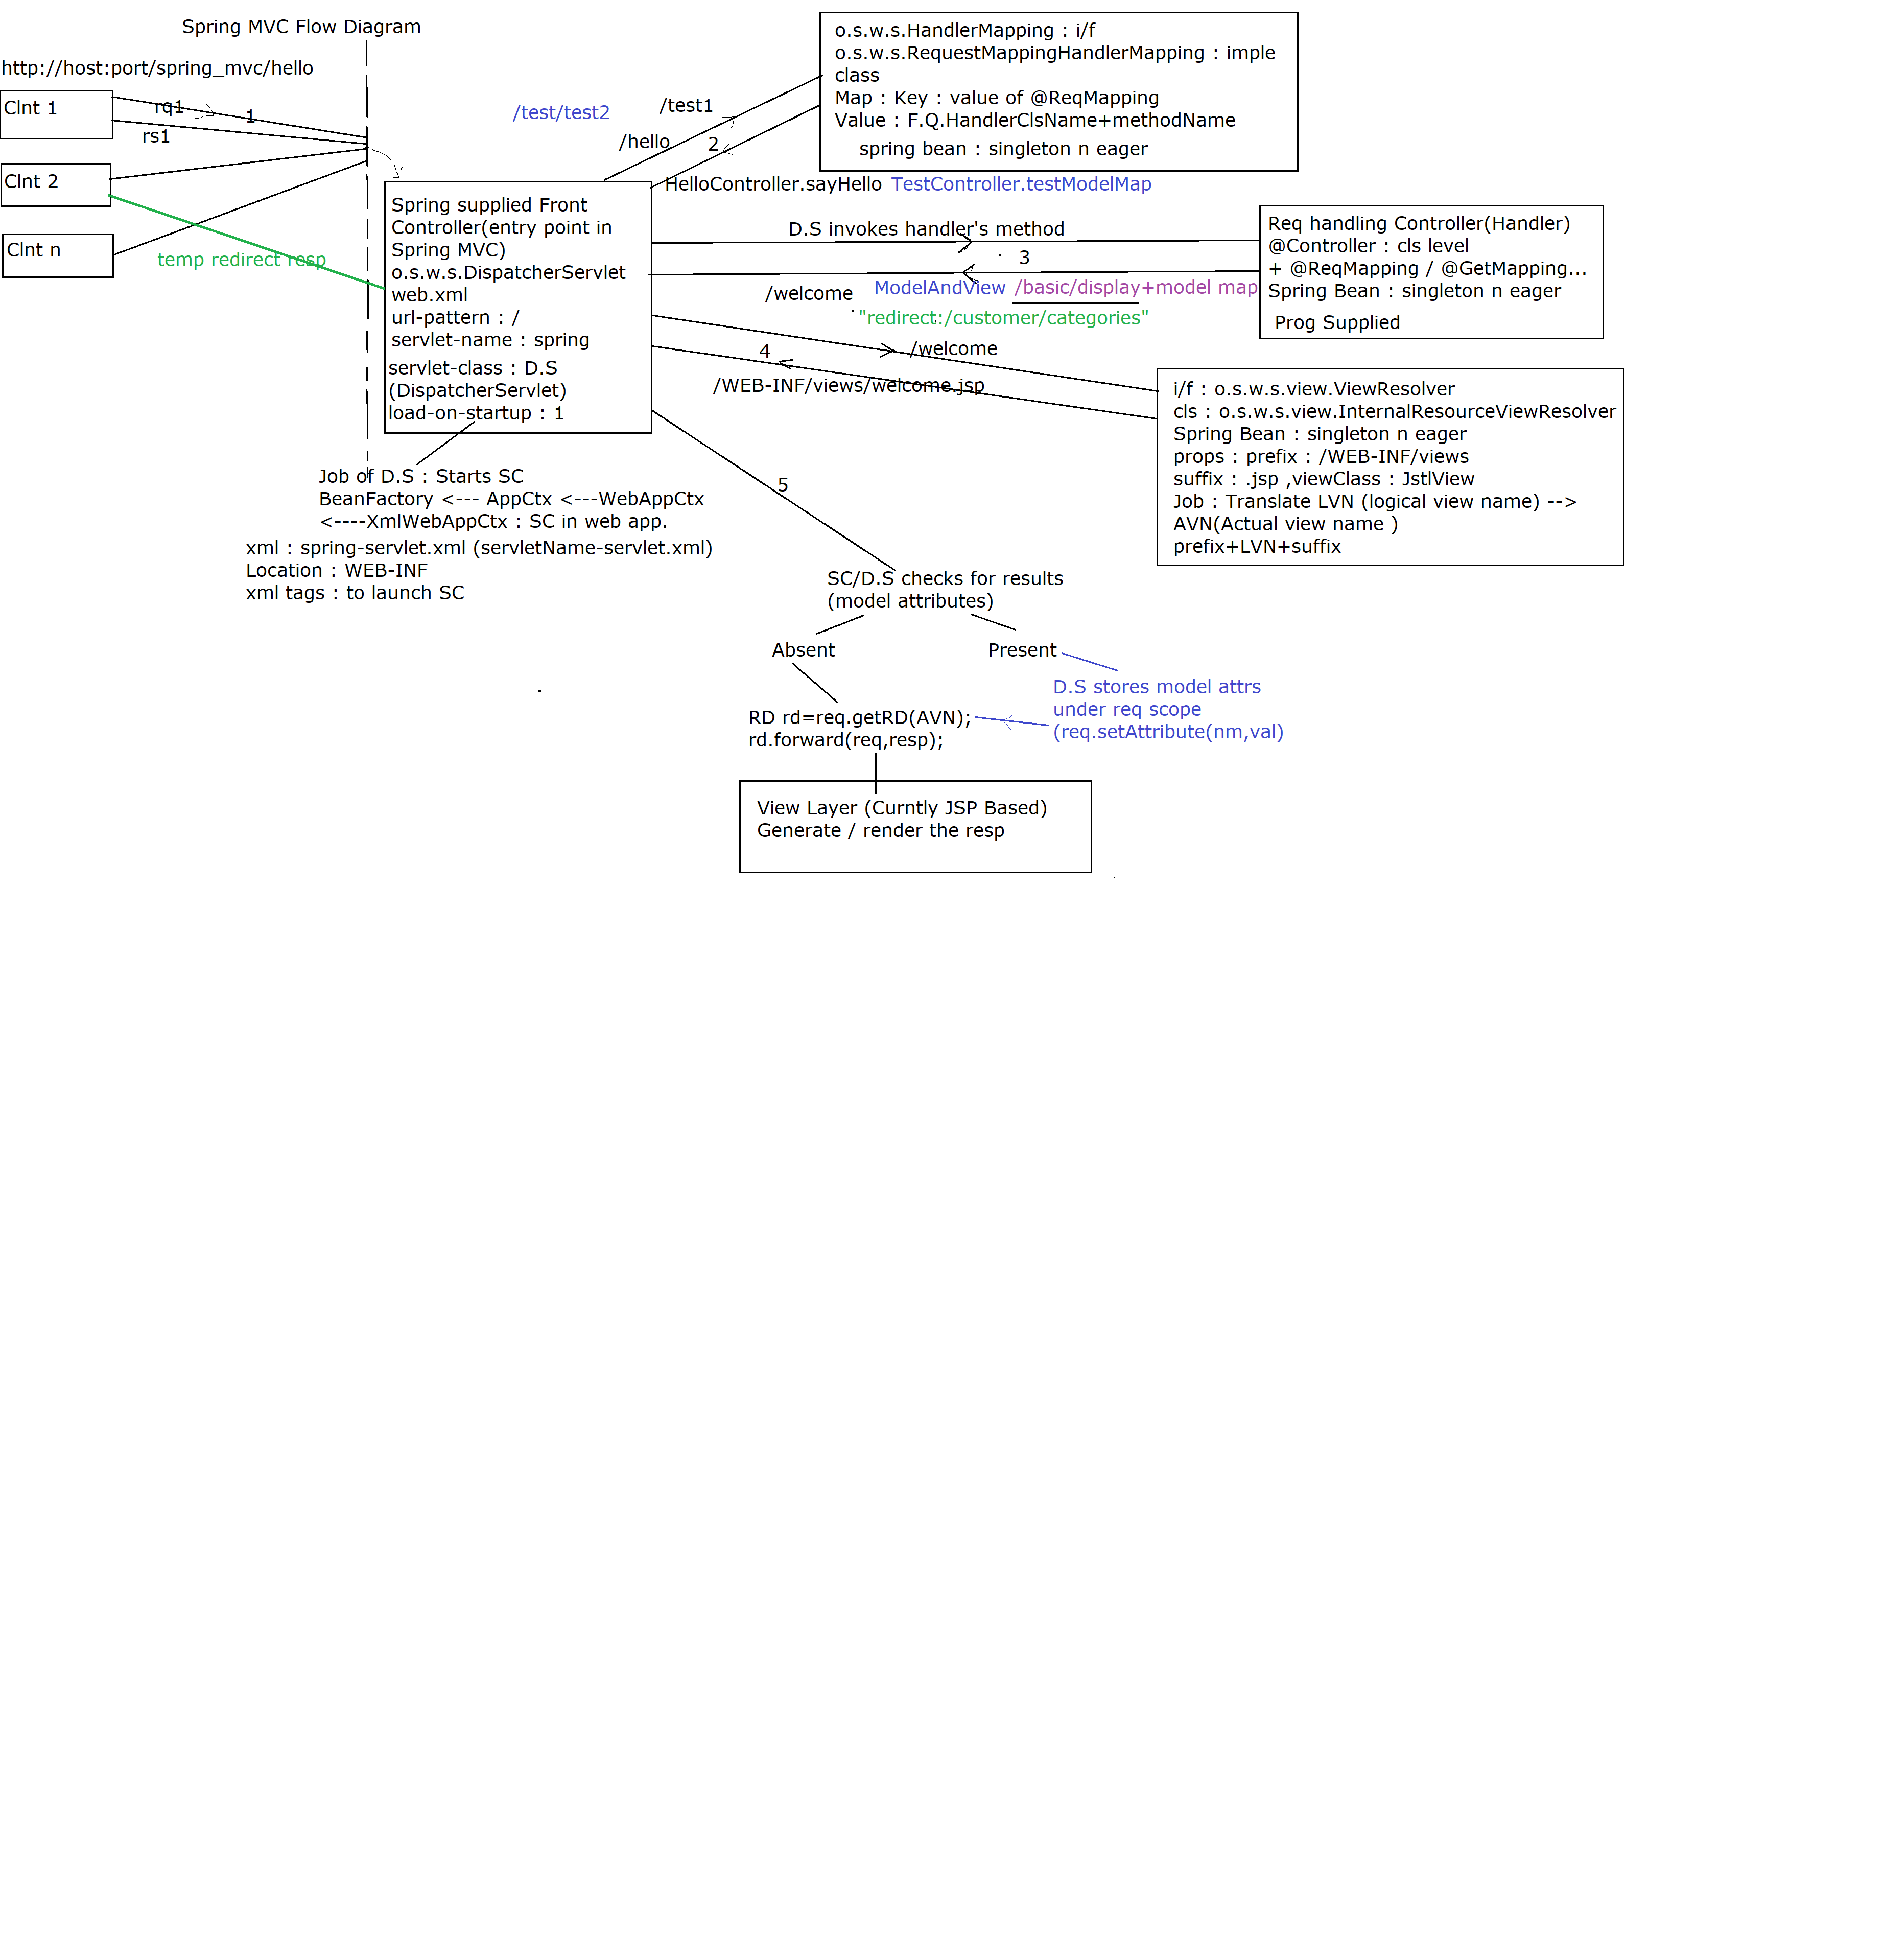 Spring MVC Flow Diagram
http://host:port/spring_mvc/hello
Clnt 1
rq1
1
rs1
Clnt 2
Clnt n
temp redirect resp
/test/test2
/test1
/hello
2
o.s.w.s.HandlerMapping : i/f
o.s.w.s.RequestMappingHandlerMapping : imple
class
Map : Key : value of @ReqMapping
Value : F.Q.HandlerClsName+methodName
spring bean : singleton n eager
HelloController.sayHello TestController.testModelMap
Spring supplied Front
Controller(entry point in
Spring MVC)
o.s.w.s.DispatcherServlet
web.xml
url-pattern : /
servlet-name : spring
servlet-class : D.S
(DispatcherServlet)
load-on-startup : 1
D.S invokes handler's method
3
/welcome ModelAndView /basic/display+model map
"redirect:/customer/categories"
Req handling Controller(Handler)
@Controller : cls level
+ @ReqMapping / @GetMapping...
Spring Bean : singleton n eager
Prog Supplied
4
/welcome
/WEB-INF/views/welcome.jsp
i/f : o.s.w.s.view.ViewResolver
cls : o.s.w.s.view.InternalResourceViewResolver
Spring Bean : singleton n eager
props : prefix : /WEB-INF/views
suffix : .jsp ,viewClass : JstlView
Job : Translate LVN (logical view name) -->
AVN(Actual view name )
prefix+LVN+suffix
Job of D.S : Starts SC
BeanFactory <--- AppCtx <---WebAppCtx
<----XmlWebAppCtx : SC in web app.
xml : spring-servlet.xml (servletName-servlet.xml)
Location : WEB-INF
xml tags : to launch SC
5
SC/D.S checks for results
(model attributes)
Absent
Present
D.S stores model attrs
under req scope
(req.setAttribute(nm,val)
RD rd=req.getRD(AVN);
rd.forward(req,resp);
View Layer (Curntly JSP Based)
Generate / render the resp